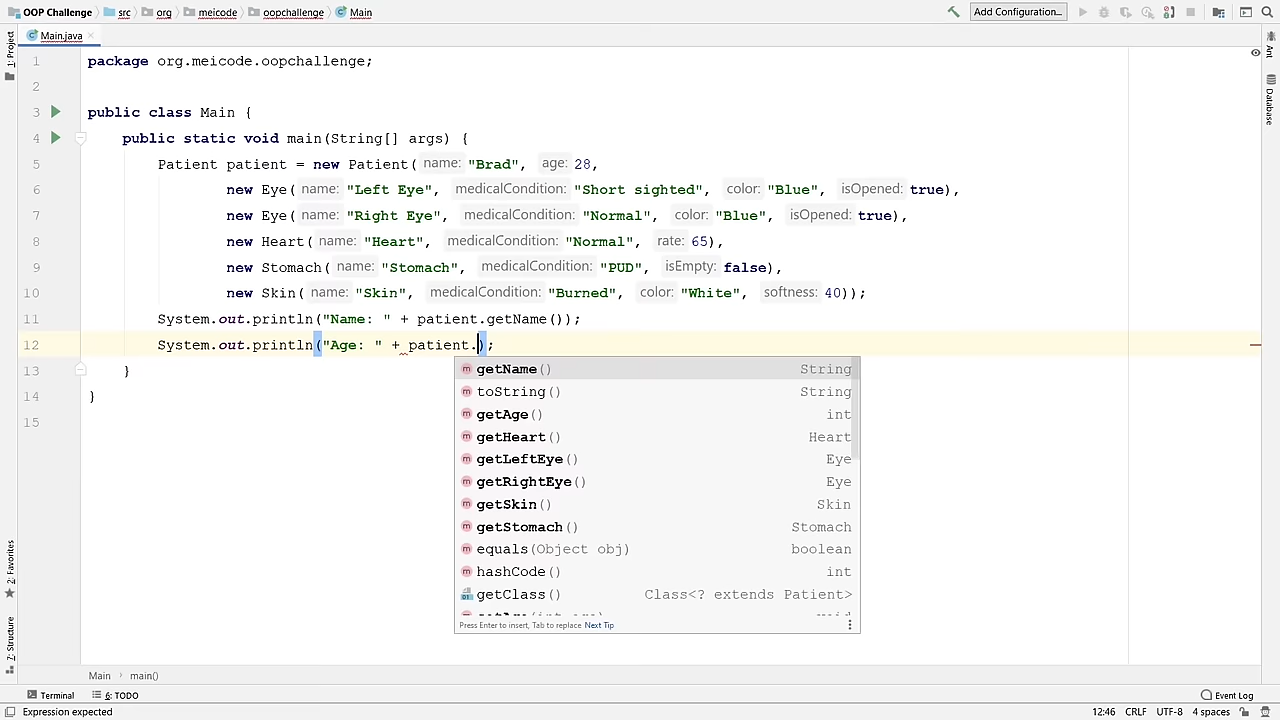 OOP Challenge > src > org > meicode > oopchallenge > Main
Add Configuration...
Main.java
1: Project
Ant
Database
1 package org.meicode.oopchallenge;
2
3 public class Main {
4 public static void main(String[] args) {
5 Patient patient = new Patient( name: "Brad", age: 28,
6 new Eye( name: "Left Eye", medicalCondition: "Short sighted", color: "Blue", isOpened: true),
7 new Eye( name: "Right Eye", medicalCondition: "Normal", color: "Blue", isOpened: true),
8 new Heart( name: "Heart", medicalCondition: "Normal", rate: 65),
9 new Stomach( name: "Stomach", medicalCondition: "PUD", isEmpty: false),
10 new Skin( name: "Skin", medicalCondition: "Burned", color: "White", softness: 40));
11 System.out.println("Name: " + patient.getName());
12 System.out.println("Age: " + patient.);
13 }
14 }
15
m getName() String
m toString() String
m getAge() int
m getHeart() Heart
m getLeftEye() Eye
m getRightEye() Eye
m getSkin() Skin
m getStomach() Stomach
m equals(Object obj) boolean
m hashCode() int
getClass() Class<? extends Patient>
Press Enter to insert, Tab to replace Next Tip
2: Favorites
7: Structure
Main > main()
Terminal 6: TODO Event Log
Expression expected 12:46 CRLF UTF-8 4 spaces